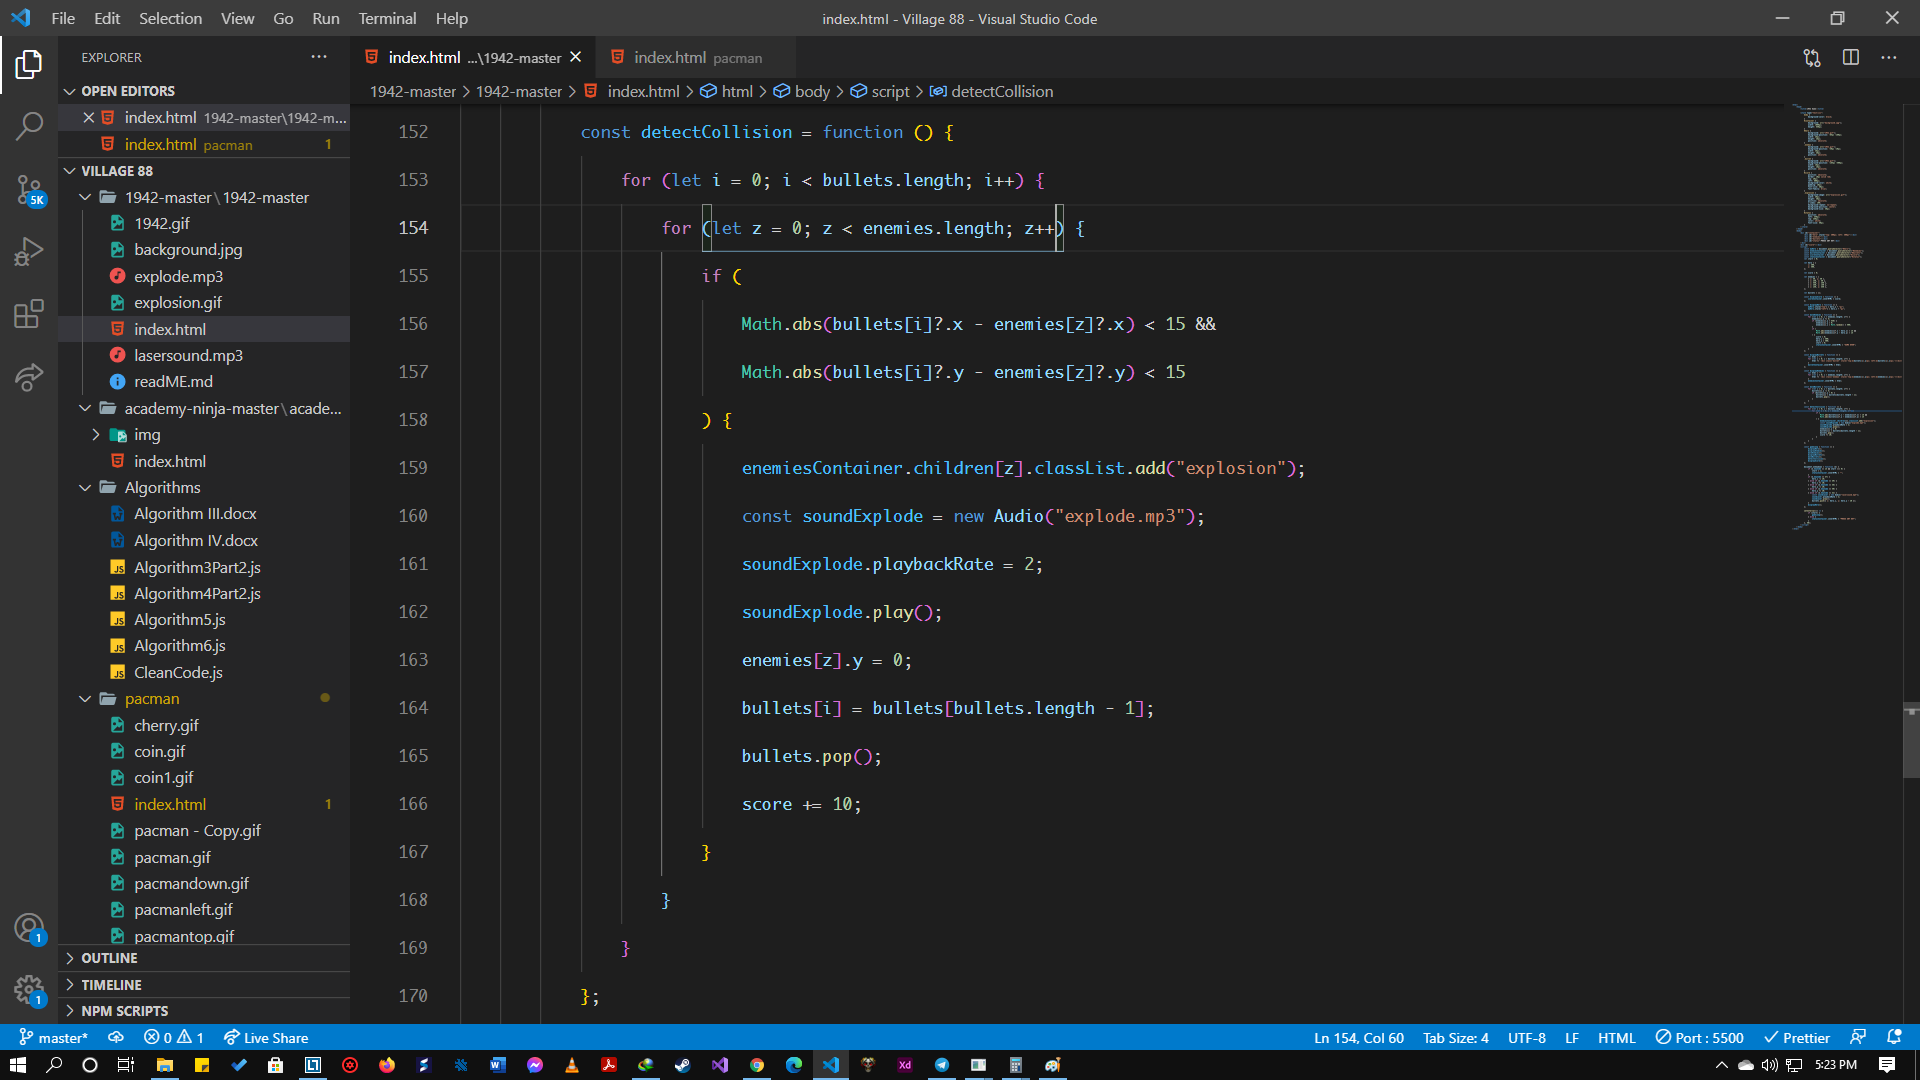 File Edit Selection View Go Run Terminal Help
index.html - Village 88 - Visual Studio Code
EXPLORER
OPEN EDITORS
index.html 1942-master\1942-m...
index.html pacman 1
VILLAGE 88
1942-master \ 1942-master
1942.gif
background.jpg
explode.mp3
explosion.gif
index.html
lasersound.mp3
readME.md
academy-ninja-master \ acade...
img
index.html
Algorithms
Algorithm III.docx
Algorithm IV.docx
Algorithm3Part2.js
Algorithm4Part2.js
Algorithm5.js
Algorithm6.js
CleanCode.js
pacman
cherry.gif
coin.gif
coin1.gif
index.html 1
pacman - Copy.gif
pacman.gif
pacmandown.gif
pacmanleft.gif
pacmantop.gif
OUTLINE
TIMELINE
NPM SCRIPTS
5K
1
1
index.html ...\1942-master
index.html pacman
1942-master > 1942-master > index.html > html > body > script > detectCollision
152 const detectCollision = function () {
153 for (let i = 0; i < bullets.length; i++) {
154 for (let z = 0; z < enemies.length; z++) {
155 if (
156 Math.abs(bullets[i]?.x - enemies[z]?.x) < 15 &&
157 Math.abs(bullets[i]?.y - enemies[z]?.y) < 15
158 ) {
159 enemiesContainer.children[z].classList.add("explosion");
160 const soundExplode = new Audio("explode.mp3");
161 soundExplode.playbackRate = 2;
162 soundExplode.play();
163 enemies[z].y = 0;
164 bullets[i] = bullets[bullets.length - 1];
165 bullets.pop();
166 score += 10;
167 }
168 }
169 }
170 };
master* 0 1 Live Share
Ln 154, Col 60 Tab Size: 4 UTF-8 LF HTML Port : 5500 Prettier
5:23 PM